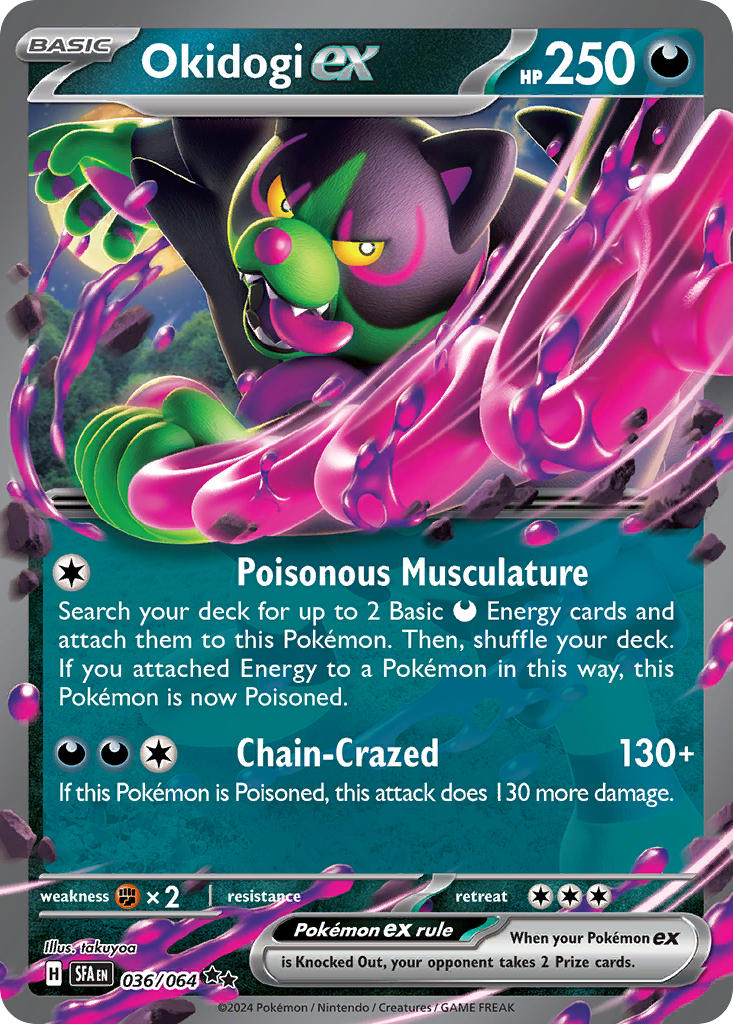 BASIC
Okidogi ex HP 250
Poisonous Musculature
Search your deck for up to 2 Basic Energy cards and
attach them to this Pokémon. Then, shuffle your deck.
If you attached Energy to a Pokémon in this way, this
Pokémon is now Poisoned.
Chain-Crazed 130+
If this Pokémon is Poisoned, this attack does 130 more damage.
weakness ×2 resistance retreat
Pokémon ex rule
When your Pokémon ex
is Knocked Out, your opponent takes 2 Prize cards.
Illus. takuyoa
H SFA EN 036/064
©2024 Pokémon / Nintendo / Creatures / GAME FREAK